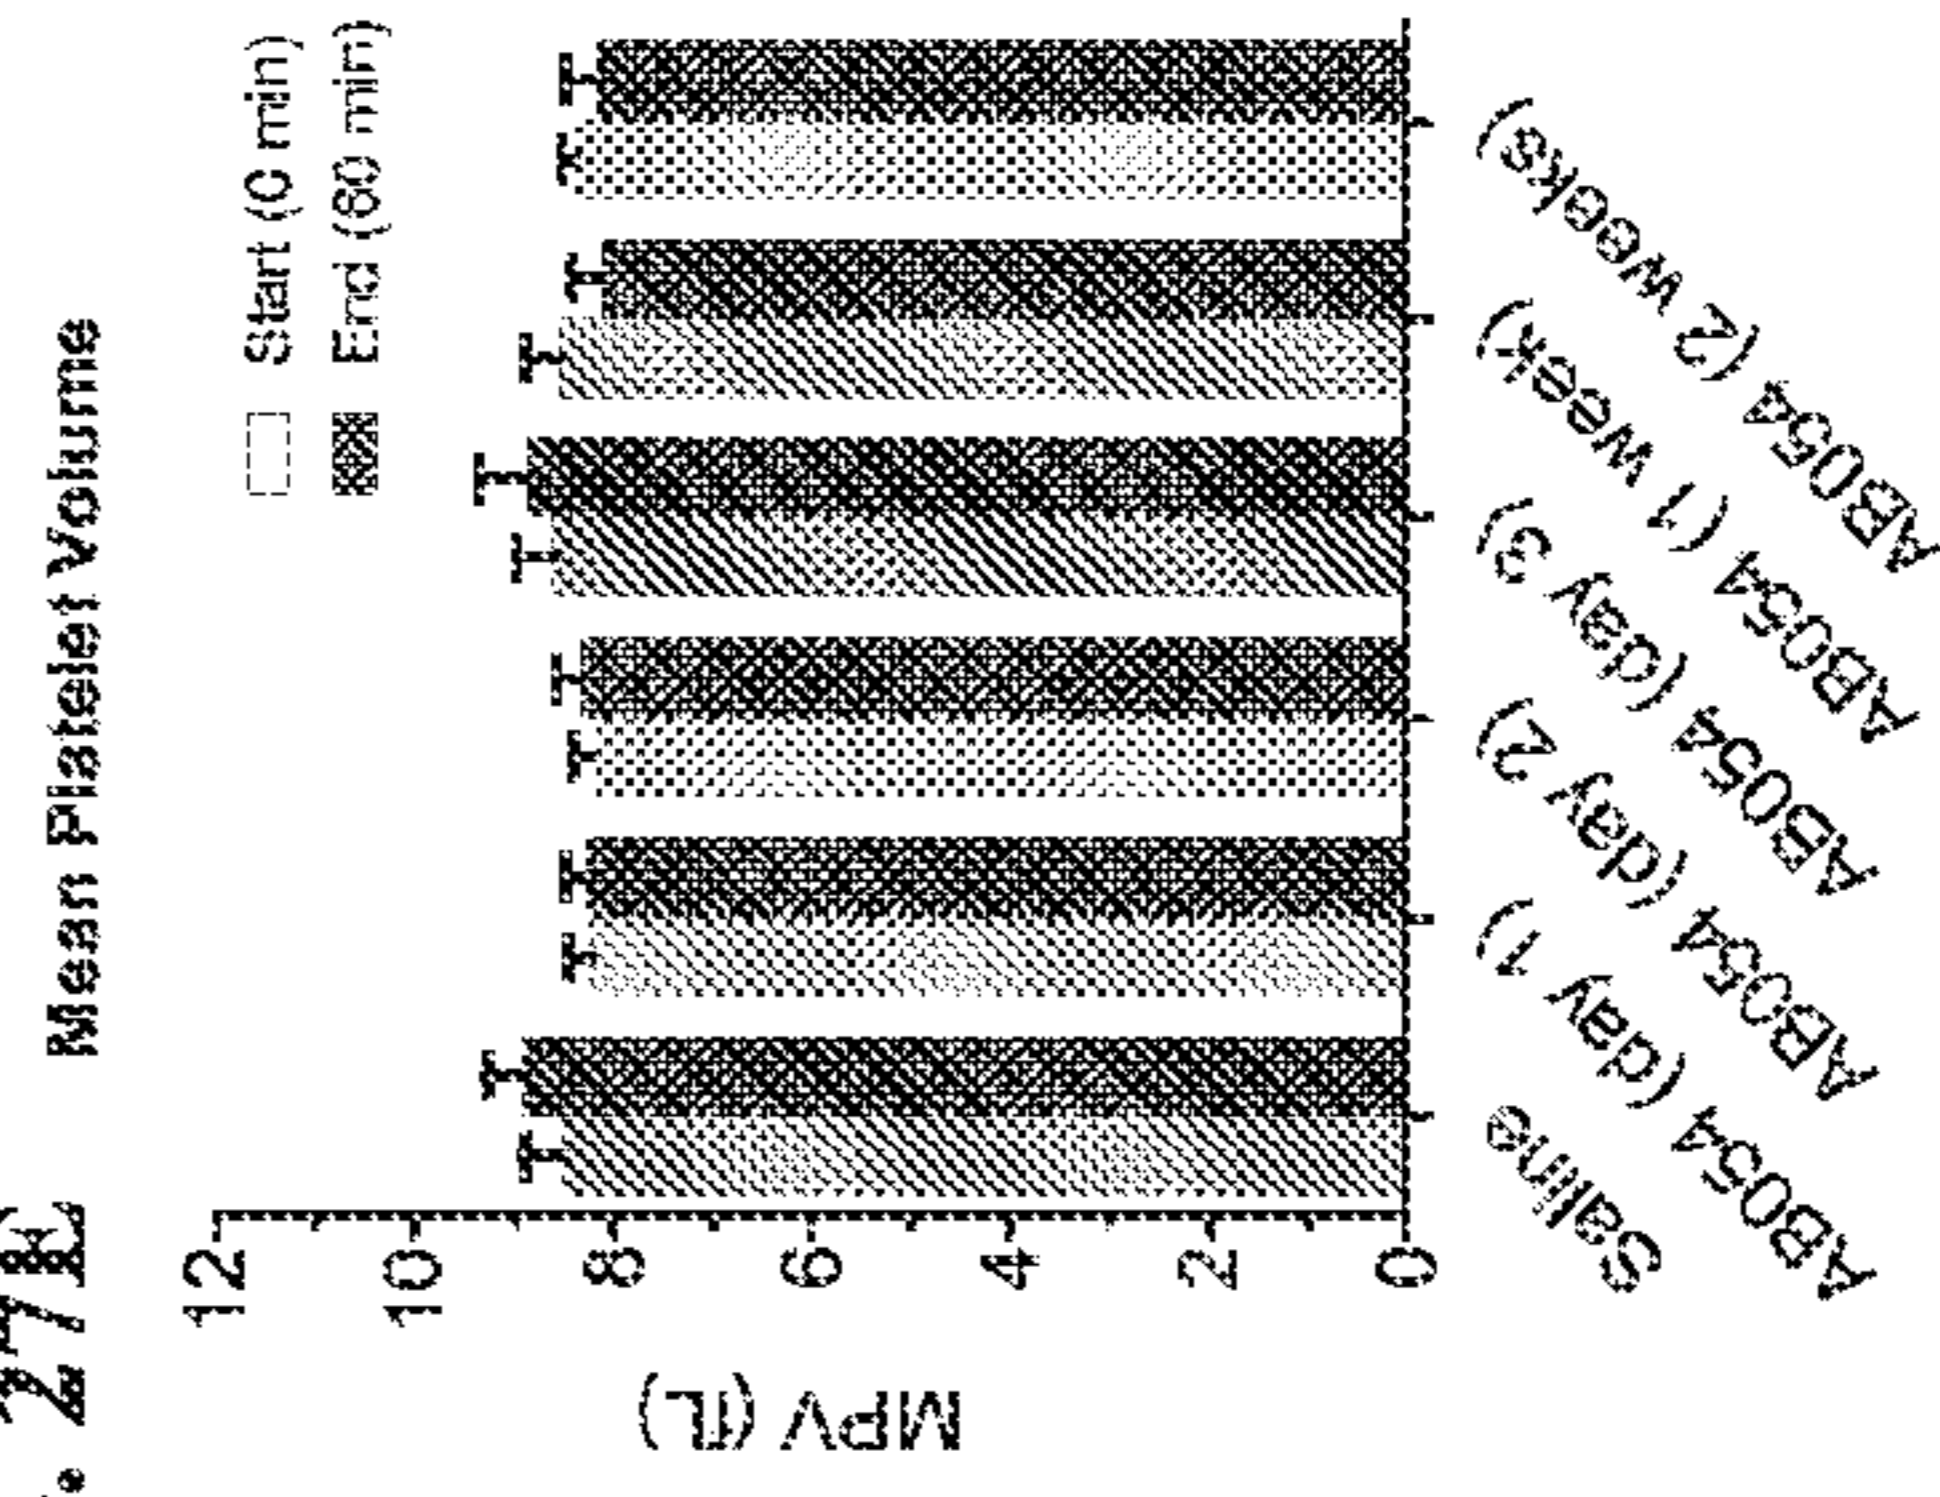 27E
Mean Platelet Volume
Start (0 min)
End (60 min)
MPV (fL)
12
10
8
6
4
2
0
Saline
AB054 (day 1)
AB054 (day 2)
AB054 (day 3)
AB054 (1 week)
AB054 (2 weeks)